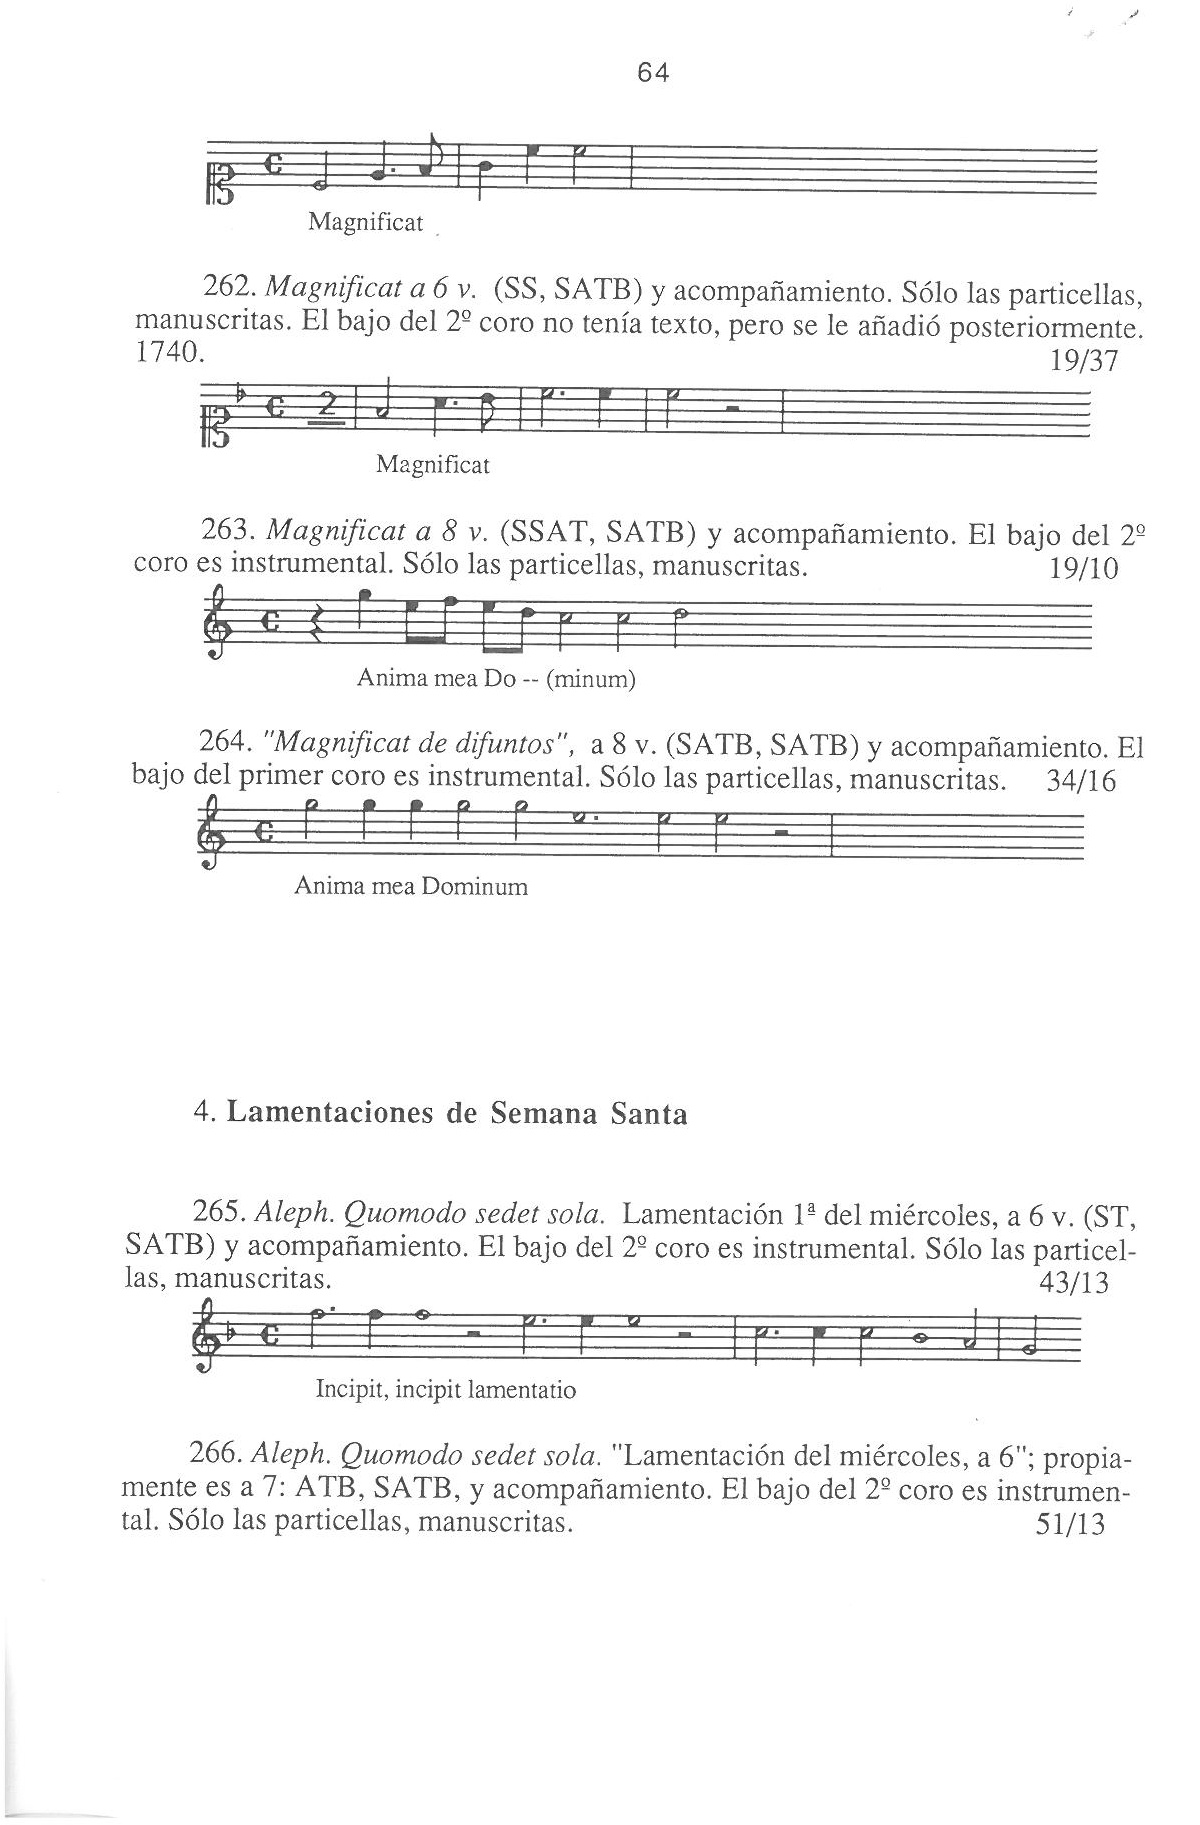 64
Magnificat
262. Magnificat a 6 v. (SS, SATB) y acompañamiento. Sólo las particellas,
manuscritas. El bajo del 2º coro no tenía texto, pero se le añadió posteriormente.
1740. 19/37
2
Magnificat
263. Magnificat a 8 v. (SSAT, SATB) y acompañamiento. El bajo del 2º
coro es instrumental. Sólo las particellas, manuscritas. 19/10
Anima mea Do -- (minum)
264. "Magnificat de difuntos", a 8 v. (SATB, SATB) y acompañamiento. El
bajo del primer coro es instrumental. Sólo las particellas, manuscritas. 34/16
Anima mea Dominum
4. Lamentaciones de Semana Santa
265. Aleph. Quomodo sedet sola. Lamentación 1ª del miércoles, a 6 v. (ST,
SATB) y acompañamiento. El bajo del 2º coro es instrumental. Sólo las particel-
las, manuscritas. 43/13
Incipit, incipit lamentatio
266. Aleph. Quomodo sedet sola. "Lamentación del miércoles, a 6"; propia-
mente es a 7: ATB, SATB, y acompañamiento. El bajo del 2º coro es instrumen-
tal. Sólo las particellas, manuscritas. 51/13